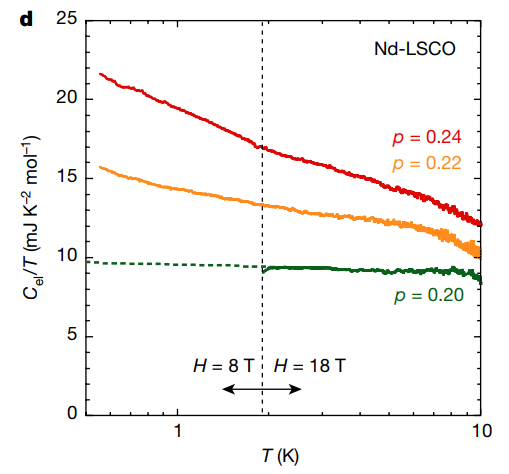 d
25
20
15
10
5
0
C_el/T (mJ K⁻² mol⁻¹)
Nd-LSCO
p = 0.24
p = 0.22
p = 0.20
H = 8 T
H = 18 T
1
10
T (K)